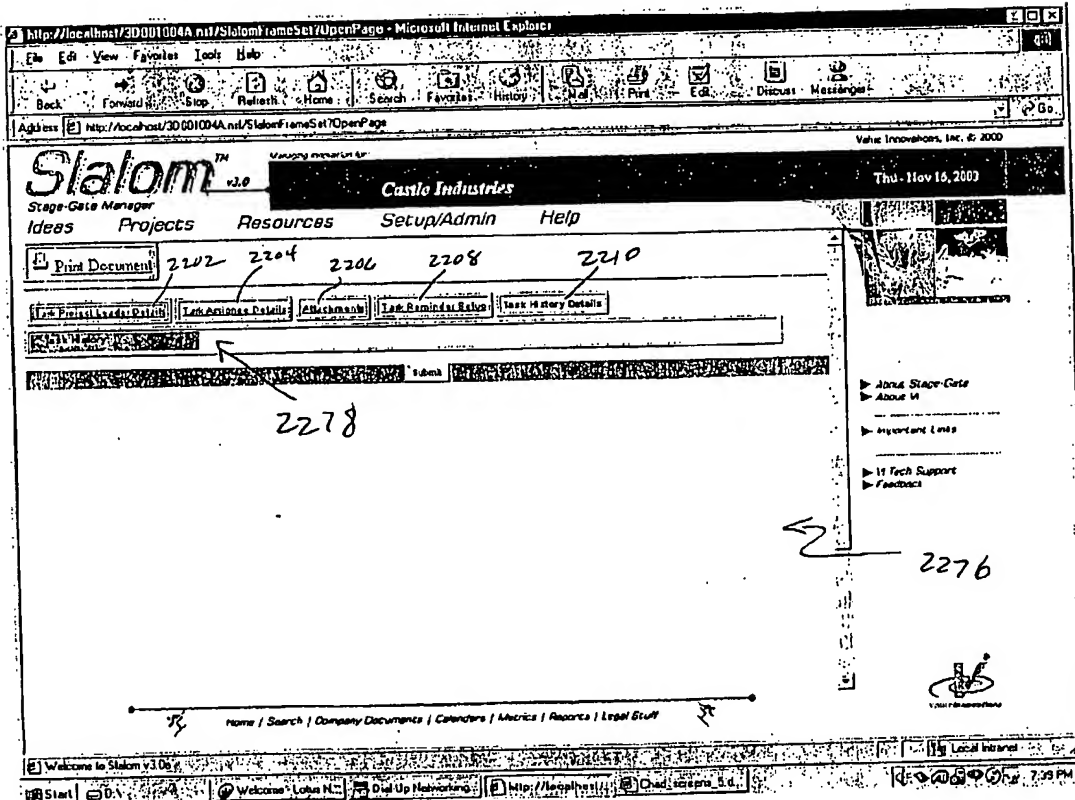 http://localhost/3D001004A.nsf/SlalomFrameSet?OpenPage - Microsoft Internet Explorer
File Edit View Favorites Tools Help
Back Forward Stop Refresh Home Search Favorites History Mail Print Edit Discuss Messenger
Address http://localhost/3D001004A.nsf/SlalomFrameSet?OpenPage Go
Value Innovations, Inc. © 2000
Slalom™ v3.0
Castle Industries
Thu - Nov 16, 2000
Stage-Gate Manager
Ideas Projects Resources Setup/Admin Help
Print Document
2202 2204 2206 2208 2210
Task Project Leader Details Task Assignee Details Attachments Task Reminder Setup Task History Details
Submit
2278
About Stage-Gate
About VI
Important Links
VI Tech Support
Feedback
2276
Home / Search / Company Documents / Calendars / Metrics / Reports / Legal Stuff
Value Innovations
Welcome to Slalom v3.0 Local intranet
Start D:\ Welcome - Lotus N... Dial-Up Networking http://localhost/ 7:39 PM